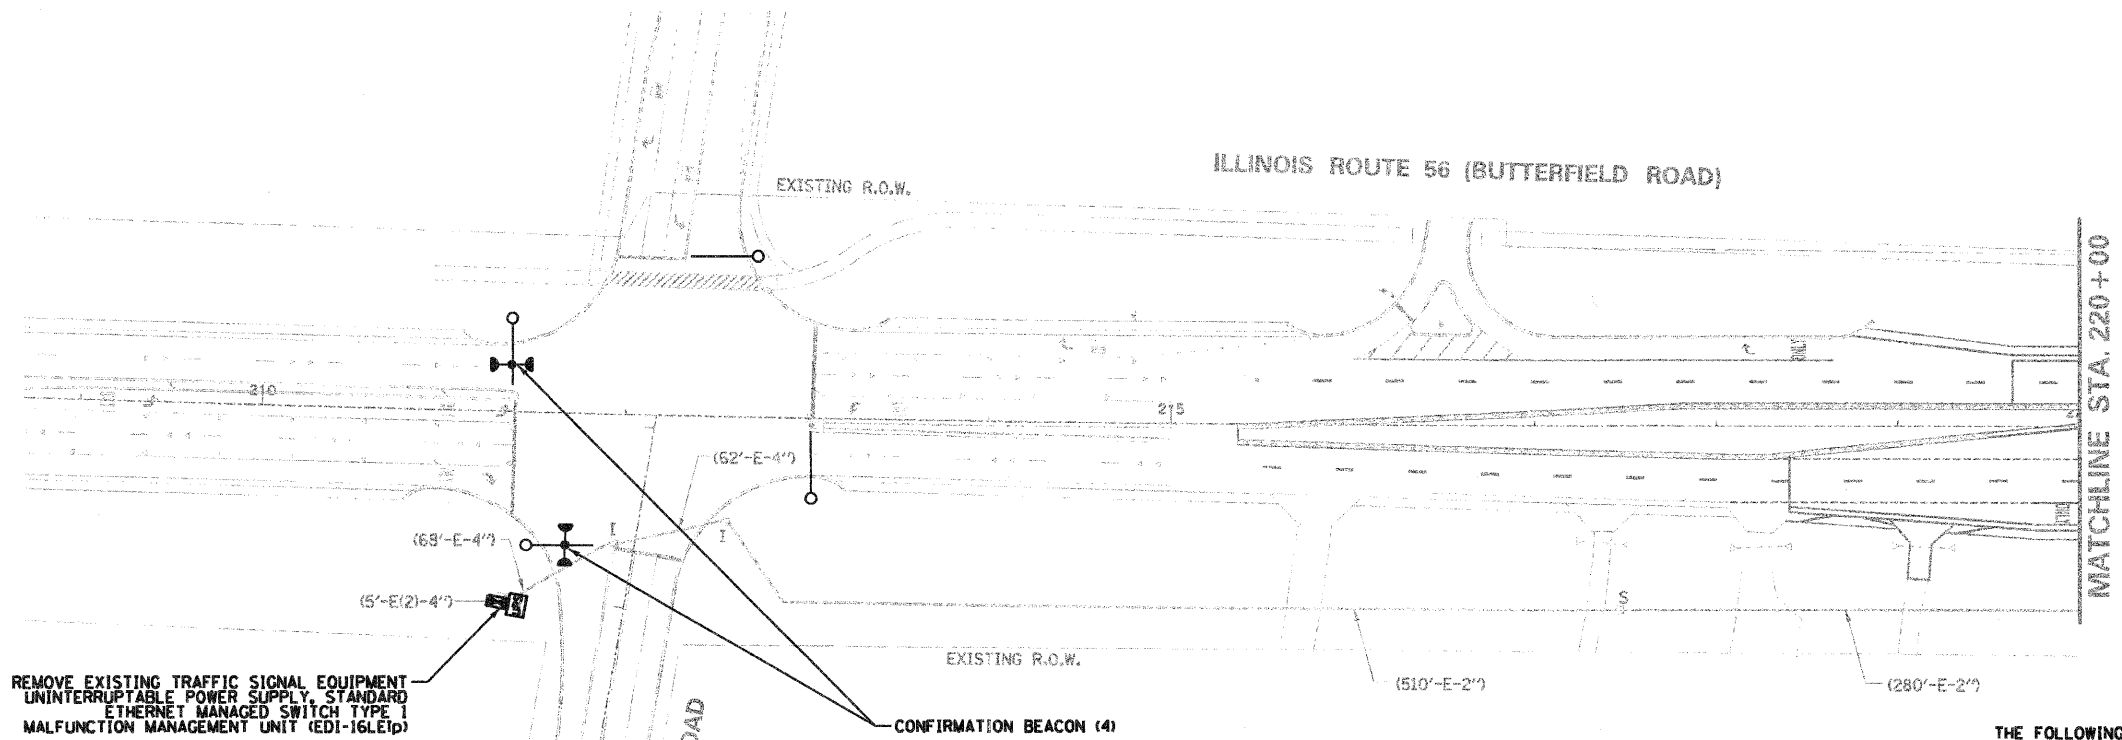 ILLINOIS ROUTE 56 (BUTTERFIELD ROAD)
EXISTING R.O.W.
MATCHLINE STA. 220+00
210
215
ONLY
(62'-E-4")
I
I
(5'-E(2)-4")
S
EXISTING R.O.W.
(510'-E-2")
(280'-E-2")
REMOVE EXISTING TRAFFIC SIGNAL EQUIPMENT
UNINTERRUPTABLE POWER SUPPLY, STANDARD
ETHERNET MANAGED SWITCH TYPE 1
MALFUNCTION MANAGEMENT UNIT (EDI-16LEIp)
OAD
CONFIRMATION BEACON (4)
THE FOLLOWING